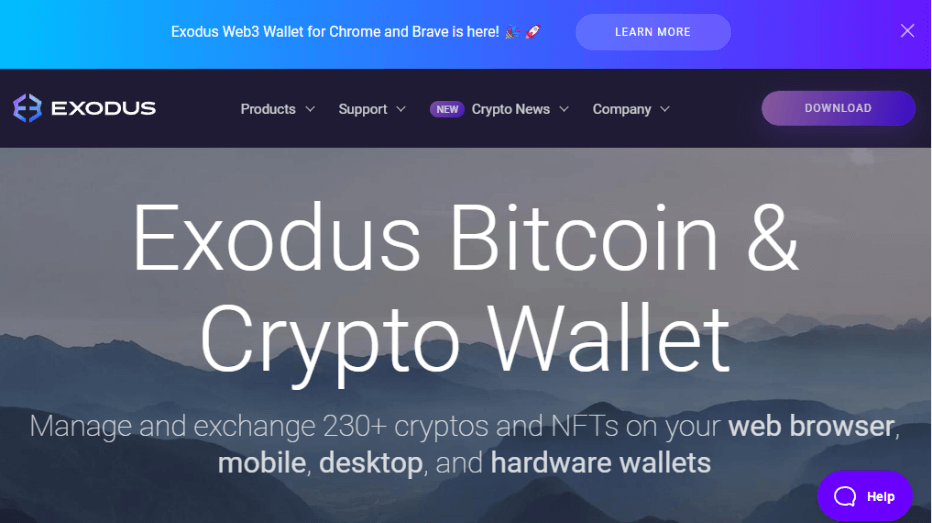 Exodus Web3 Wallet for Chrome and Brave is here! 🎉 🚀
LEARN MORE
EXODUS
Products
Support
NEW Crypto News
Company
DOWNLOAD
Exodus Bitcoin &
Crypto Wallet
Manage and exchange 230+ cryptos and NFTs on your web browser,
mobile, desktop, and hardware wallets
Help